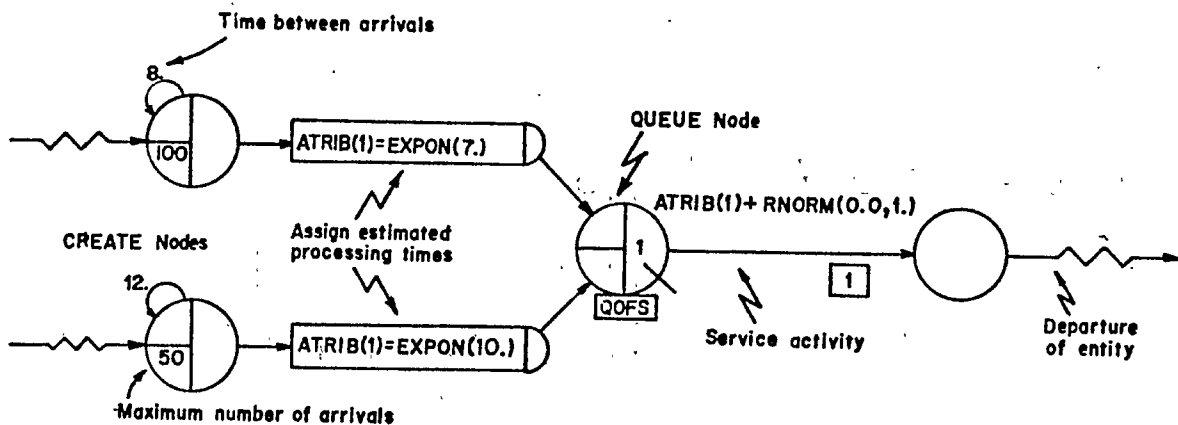 Time between arrivals
8.
100
ATRIB(1)=EXPON(7.)
QUEUE Node
ATRIB(1)+ RNORM(0.0,1.)
CREATE Nodes
Assign estimated
processing times
1
1
QOFS
12.
50
ATRIB(1)=EXPON(10.)
Service activity
Departure
of entity
Maximum number of arrivals